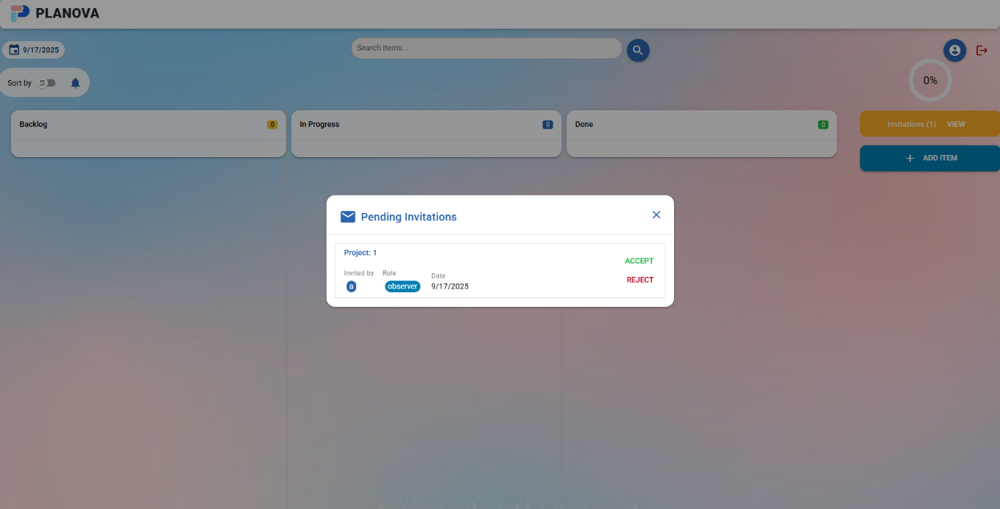 PLANOVA
9/17/2025
Search items...
Sort by
0%
Backlog 0
In Progress 0
Done 0
Invitations (1) VIEW
ADD ITEM
Pending Invitations
Project: 1
ACCEPT
Invited by Role Date
a observer 9/17/2025
REJECT